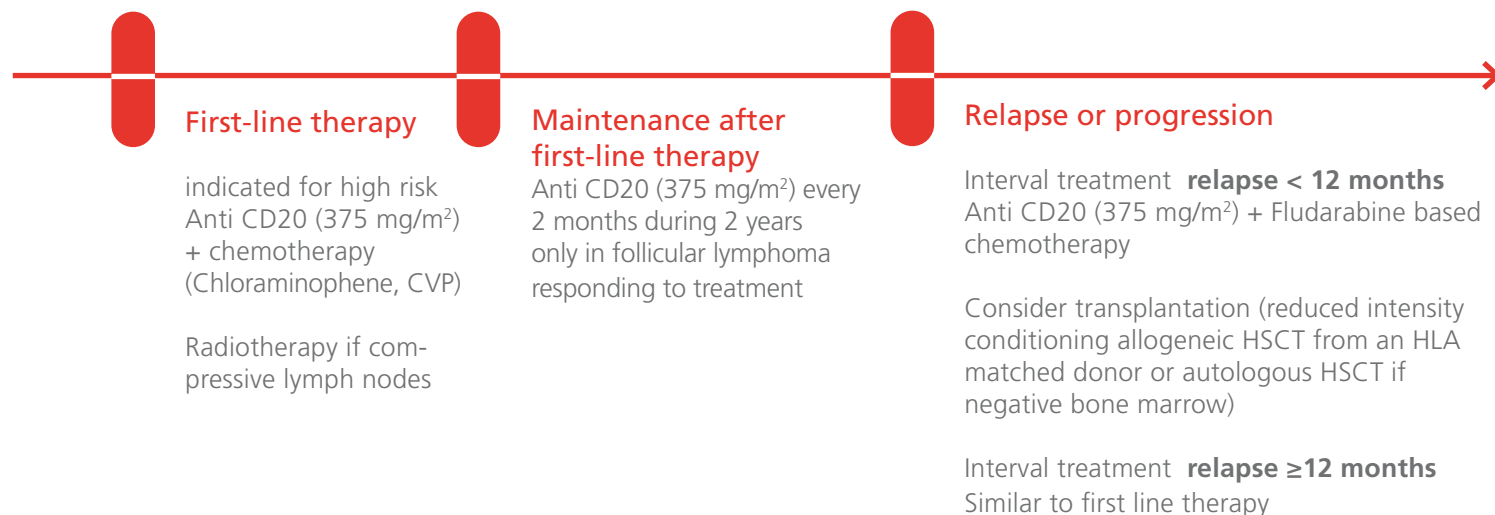 First-line therapy
indicated for high risk
Anti CD20 (375 mg/m²)
+ chemotherapy
(Chloraminophene, CVP)
Radiotherapy if com-
pressive lymph nodes
Maintenance after
first-line therapy
Anti CD20 (375 mg/m²) every
2 months during 2 years
only in follicular lymphoma
responding to treatment
Relapse or progression
Interval treatment relapse < 12 months
Anti CD20 (375 mg/m²) + Fludarabine based
chemotherapy
Consider transplantation (reduced intensity
conditioning allogeneic HSCT from an HLA
matched donor or autologous HSCT if
negative bone marrow)
Interval treatment relapse ≥12 months
Similar to first line therapy